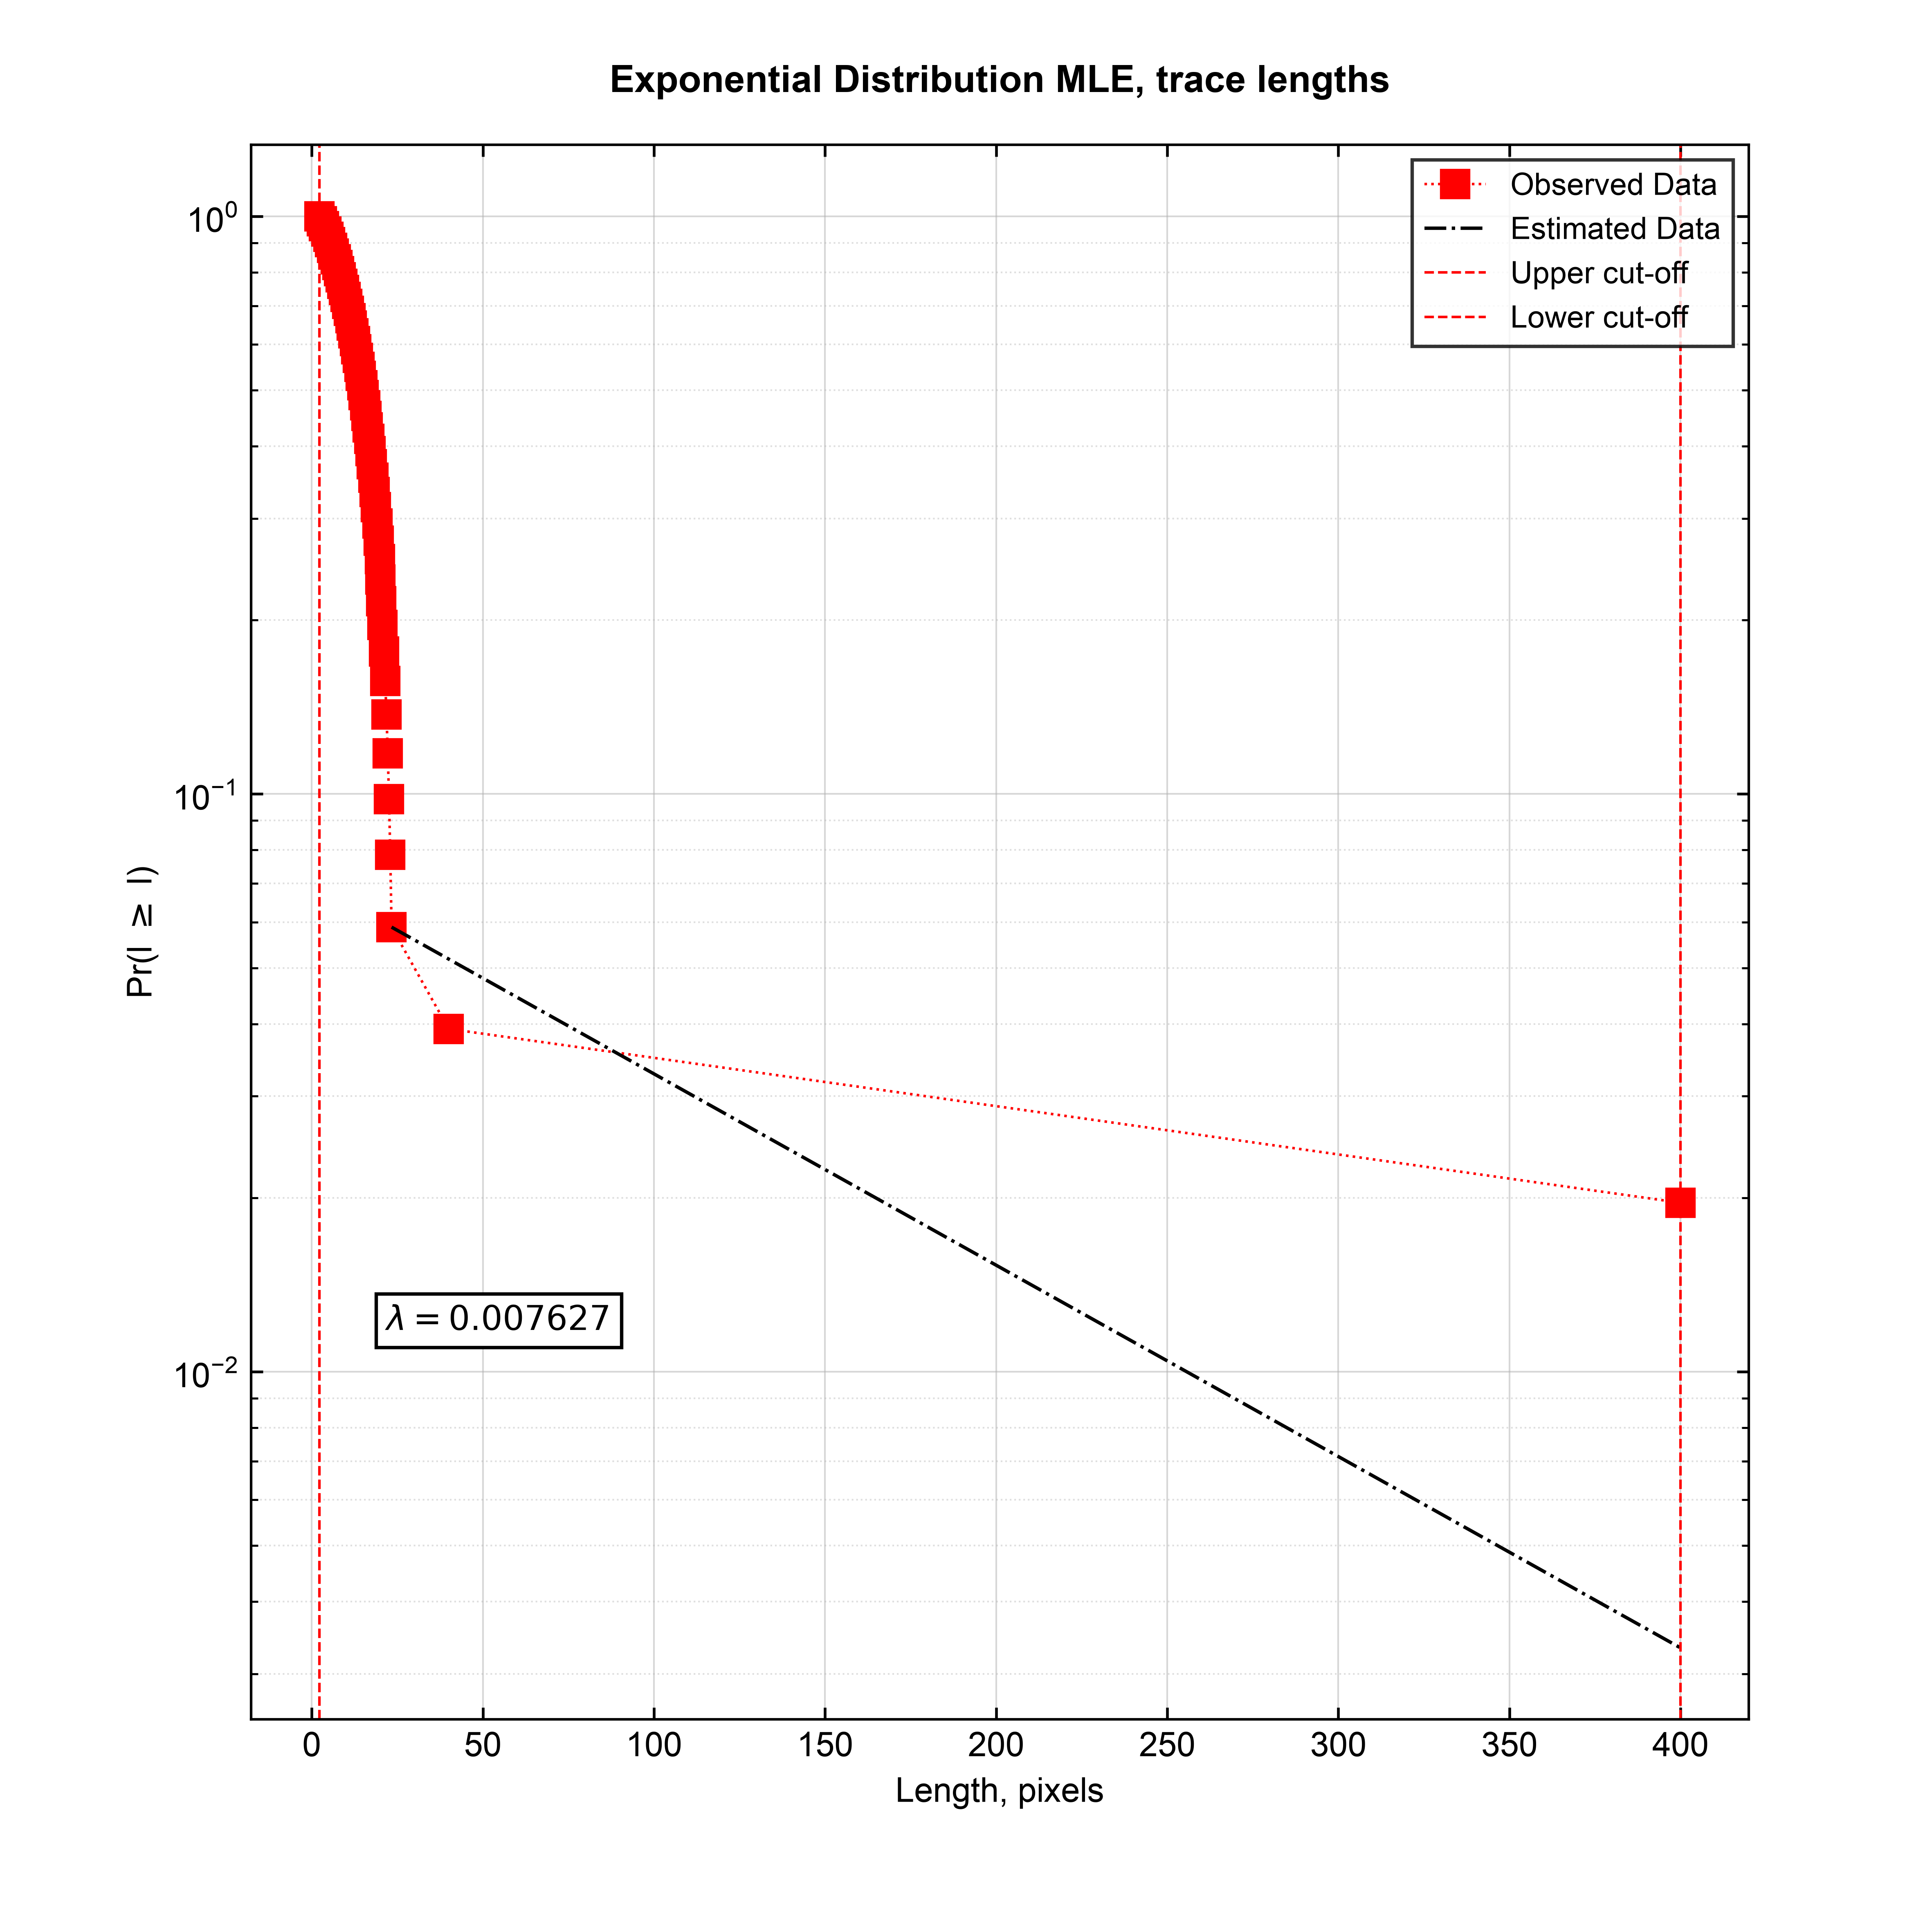 Exponential Distribution MLE, trace lengths
Observed Data
Estimated Data
Upper cut-off
Lower cut-off
10⁰
10⁻¹
10⁻²
Pr(l ≥ l)
λ = 0.007627
0 50 100 150 200 250 300 350 400
Length, pixels